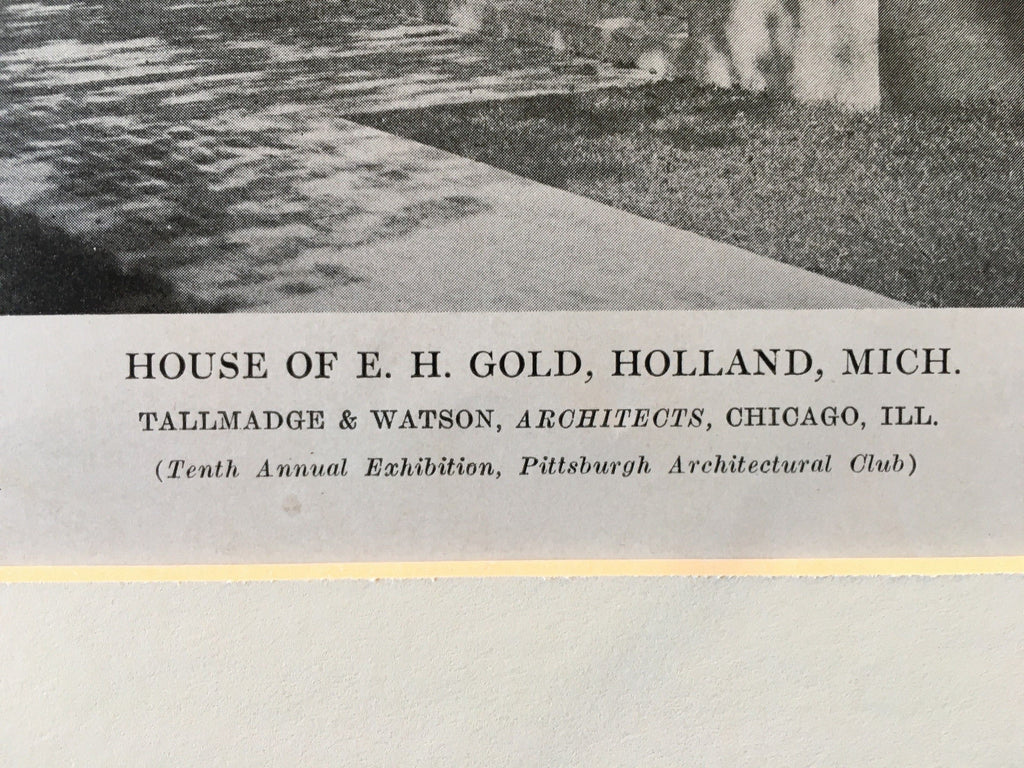 HOUSE OF E. H. GOLD, HOLLAND, MICH.
TALLMADGE & WATSON, ARCHITECTS, CHICAGO, ILL.
(Tenth Annual Exhibition, Pittsburgh Architectural Club)